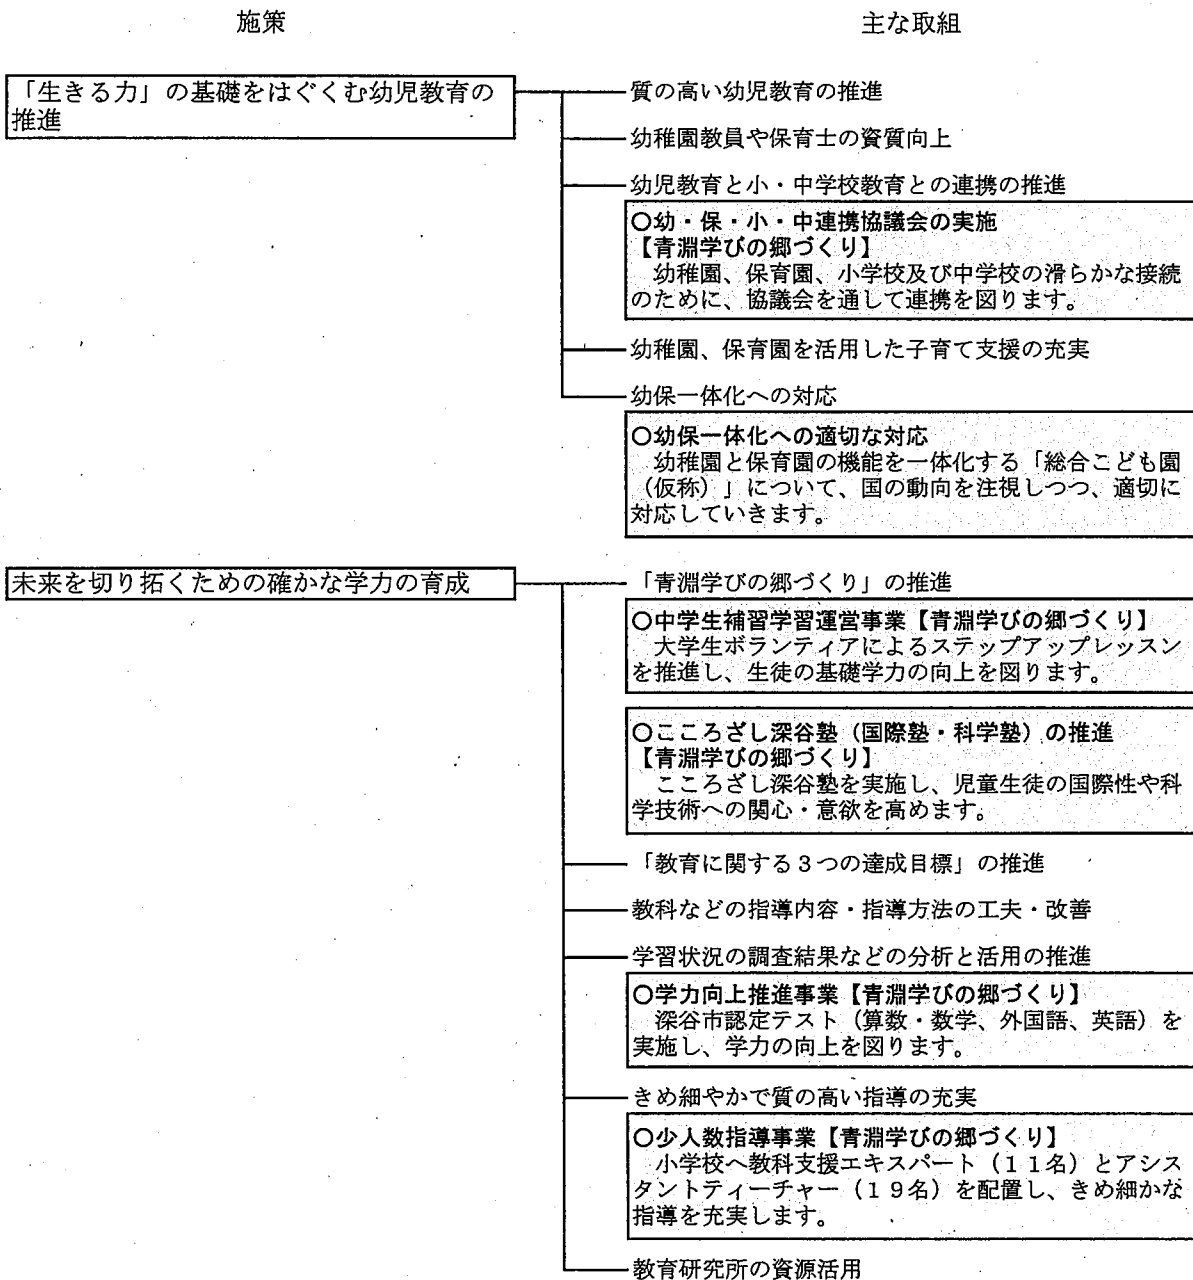 施策
主な取組
「生きる力」の基礎をはぐくむ幼児教育の
推進
質の高い幼児教育の推進
幼稚園教員や保育士の資質向上
幼児教育と小・中学校教育との連携の推進
○幼・保・小・中連携協議会の実施
【青淵学びの郷づくり】
幼稚園、保育園、小学校及び中学校の滑らかな接続
のために、協議会を通して連携を図ります。
幼稚園、保育園を活用した子育て支援の充実
幼保一体化への対応
○幼保一体化への適切な対応
幼稚園と保育園の機能を一体化する「総合こども園
（仮称）」について、国の動向を注視しつつ、適切に
対応していきます。
未来を切り拓くための確かな学力の育成
「青淵学びの郷づくり」の推進
○中学生補習学習運営事業【青淵学びの郷づくり】
大学生ボランティアによるステップアップレッスン
を推進し、生徒の基礎学力の向上を図ります。
○こころざし深谷塾（国際塾・科学塾）の推進
【青淵学びの郷づくり】
こころざし深谷塾を実施し、児童生徒の国際性や科
学技術への関心・意欲を高めます。
「教育に関する３つの達成目標」の推進
教科などの指導内容・指導方法の工夫・改善
学習状況の調査結果などの分析と活用の推進
○学力向上推進事業【青淵学びの郷づくり】
深谷市認定テスト（算数・数学、外国語、英語）を
実施し、学力の向上を図ります。
きめ細やかで質の高い指導の充実
○少人数指導事業【青淵学びの郷づくり】
小学校へ教科支援エキスパート（１１名）とアシス
タントティーチャー（１９名）を配置し、きめ細かな
指導を充実します。
教育研究所の資源活用